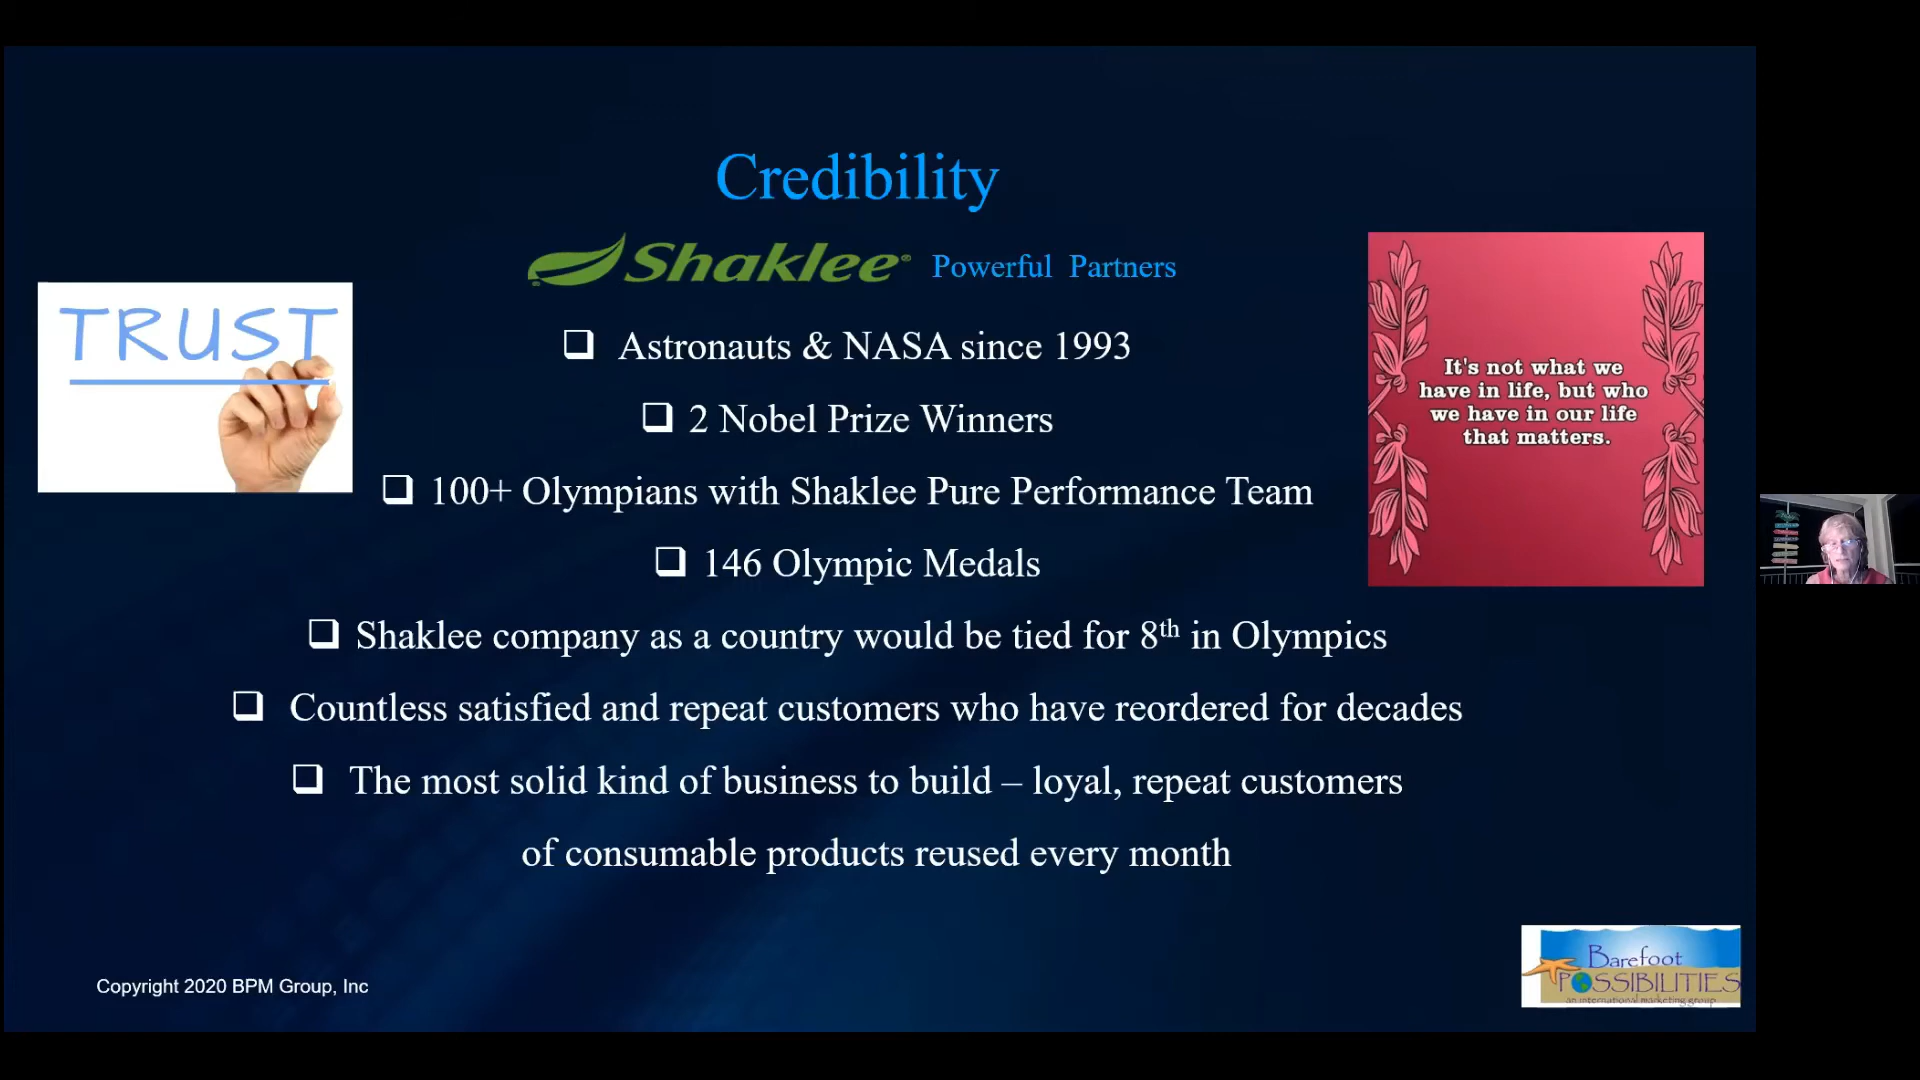 Credibility
Shaklee® Powerful Partners
TRUST
❑ Astronauts & NASA since 1993
❑ 2 Nobel Prize Winners
❑ 100+ Olympians with Shaklee Pure Performance Team
❑ 146 Olympic Medals
❑ Shaklee company as a country would be tied for 8th in Olympics
❑ Countless satisfied and repeat customers who have reordered for decades
❑ The most solid kind of business to build – loyal, repeat customers
of consumable products reused every month
It's not what we
have in life, but who
we have in our life
that matters.
Copyright 2020 BPM Group, Inc
Barefoot
POSSIBILITIES
an international marketing group